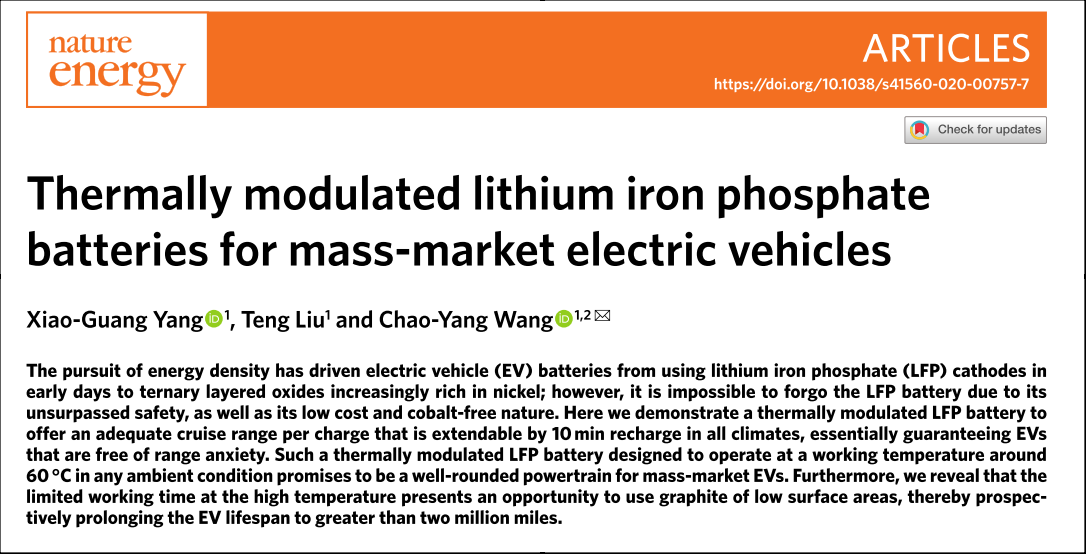 nature
energy
ARTICLES
https://doi.org/10.1038/s41560-020-00757-7
Check for updates
Thermally modulated lithium iron phosphate
batteries for mass-market electric vehicles
Xiao-Guang Yang iD 1, Teng Liu1 and Chao-Yang Wang iD 1,2 ✉
The pursuit of energy density has driven electric vehicle (EV) batteries from using lithium iron phosphate (LFP) cathodes in
early days to ternary layered oxides increasingly rich in nickel; however, it is impossible to forgo the LFP battery due to its
unsurpassed safety, as well as its low cost and cobalt-free nature. Here we demonstrate a thermally modulated LFP battery to
offer an adequate cruise range per charge that is extendable by 10 min recharge in all climates, essentially guaranteeing EVs
that are free of range anxiety. Such a thermally modulated LFP battery designed to operate at a working temperature around
60 °C in any ambient condition promises to be a well-rounded powertrain for mass-market EVs. Furthermore, we reveal that the
limited working time at the high temperature presents an opportunity to use graphite of low surface areas, thereby prospec-
tively prolonging the EV lifespan to greater than two million miles.